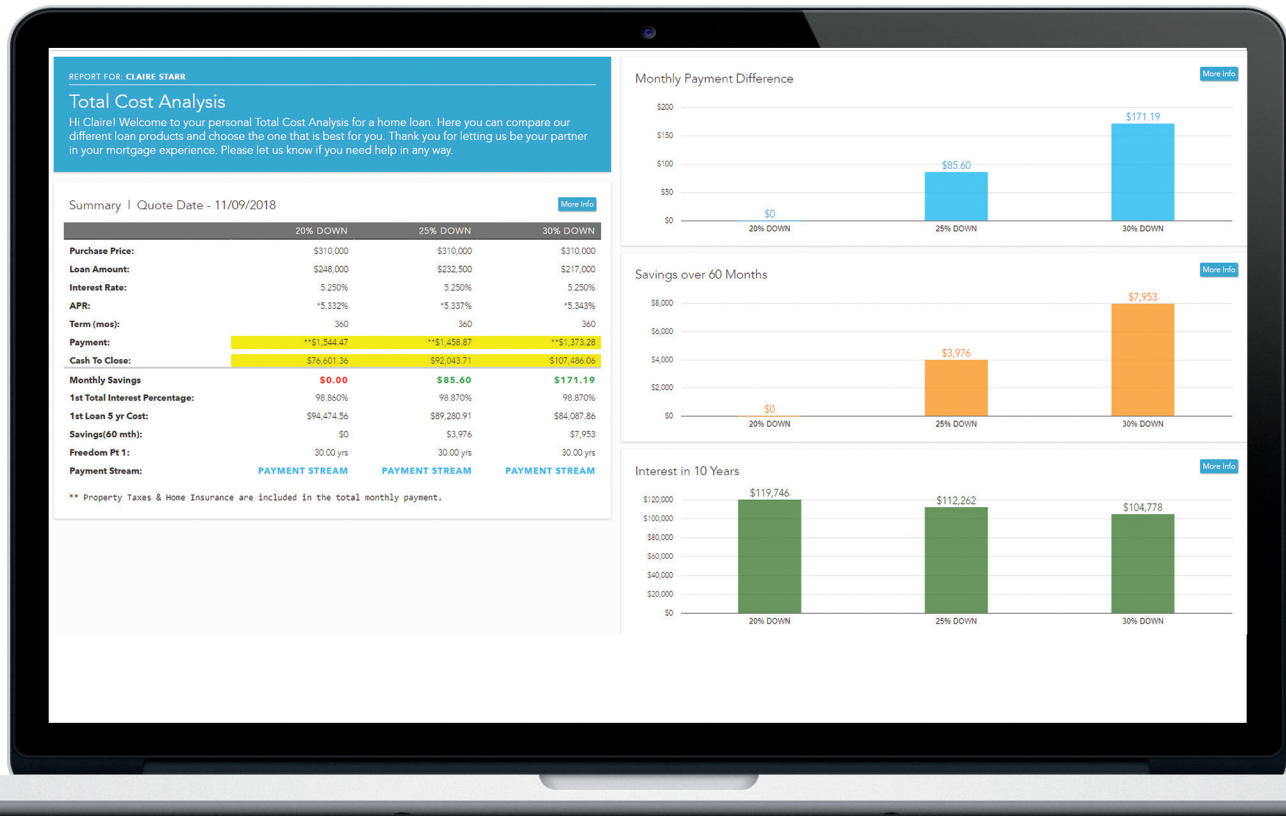 REPORT FOR: CLAIRE STARR
Total Cost Analysis
Hi Claire! Welcome to your personal Total Cost Analysis for a home loan. Here you can compare our
different loan products and choose the one that is best for you. Thank you for letting us be your partner
in your mortgage experience. Please let us know if you need help in any way.
Summary | Quote Date - 11/09/2018
More Info
20% DOWN 25% DOWN 30% DOWN
Purchase Price: $310,000 $310,000 $310,000
Loan Amount: $248,000 $232,500 $217,000
Interest Rate: 5.250% 5.250% 5.250%
APR: *5.332% *5.337% *5.343%
Term (mos): 360 360 360
Payment: **$1,544.47 **$1,458.87 **$1,373.28
Cash To Close: $76,601.36 $92,043.71 $107,486.06
Monthly Savings $0.00 $85.60 $171.19
1st Total Interest Percentage: 98.860% 98.870% 98.870%
1st Loan 5 yr Cost: $94,474.56 $89,280.91 $84,087.86
Savings(60 mth): $0 $3,976 $7,953
Freedom Pt 1: 30.00 yrs 30.00 yrs 30.00 yrs
Payment Stream: PAYMENT STREAM PAYMENT STREAM PAYMENT STREAM
** Property Taxes & Home Insurance are included in the total monthly payment.
Monthly Payment Difference
More Info
$200
$171.19
$150
$100
$85.60
$50
$0
$0
20% DOWN 25% DOWN 30% DOWN
Savings over 60 Months
More Info
$8,000
$7,953
$6,000
$4,000
$3,976
$2,000
$0
$0
20% DOWN 25% DOWN 30% DOWN
Interest in 10 Years
More Info
$119,746
$112,262
$104,778
$120,000
$100,000
$80,000
$60,000
$40,000
$20,000
$0
20% DOWN 25% DOWN 30% DOWN